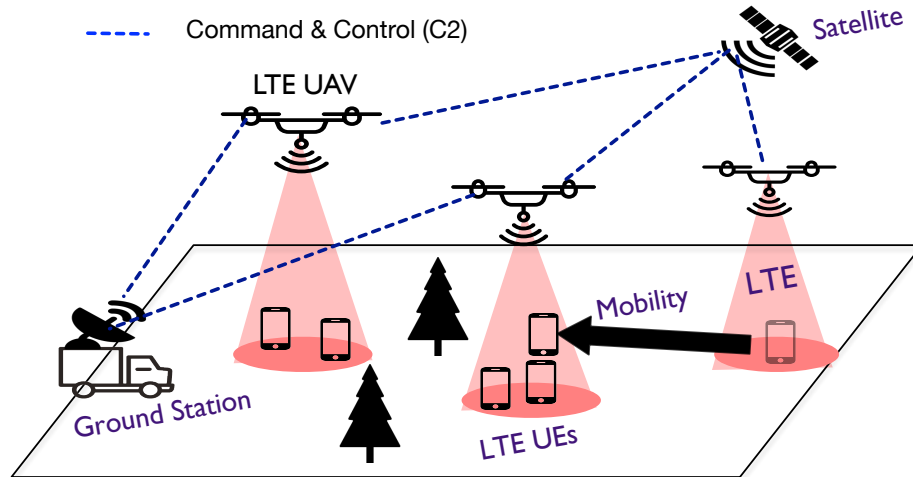 Command & Control (C2)
Satellite
LTE UAV
LTE
Mobility
Ground Station
LTE UEs